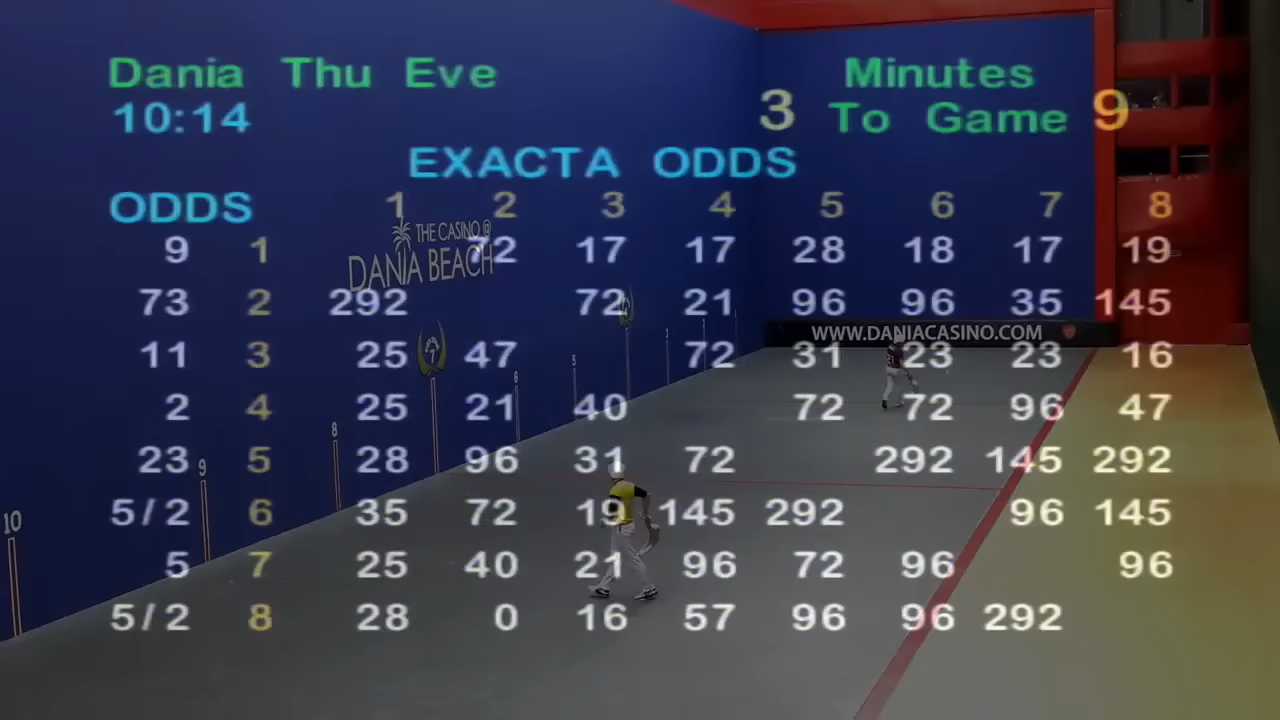 Dania Thu Eve Minutes
10:14 3 To Game 9
EXACTA ODDS
ODDS 1 2 3 4 5 6 7 8
9 1 72 17 17 28 18 17 19
73 2 292 72 21 96 96 35 145
11 3 25 47 72 31 23 23 16
2 4 25 21 40 72 72 96 47
23 5 28 96 31 72 292 145 292
5/2 6 35 72 19 145 292 96 145
5 7 25 40 21 96 72 96 96
5/2 8 28 0 16 57 96 96 292
THE CASINO @
DANIA BEACH
WWW.DANIACASINO.COM
10
9
8
7
6
5